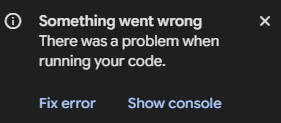 Something went wrong
There was a problem when
running your code.
Fix error Show console